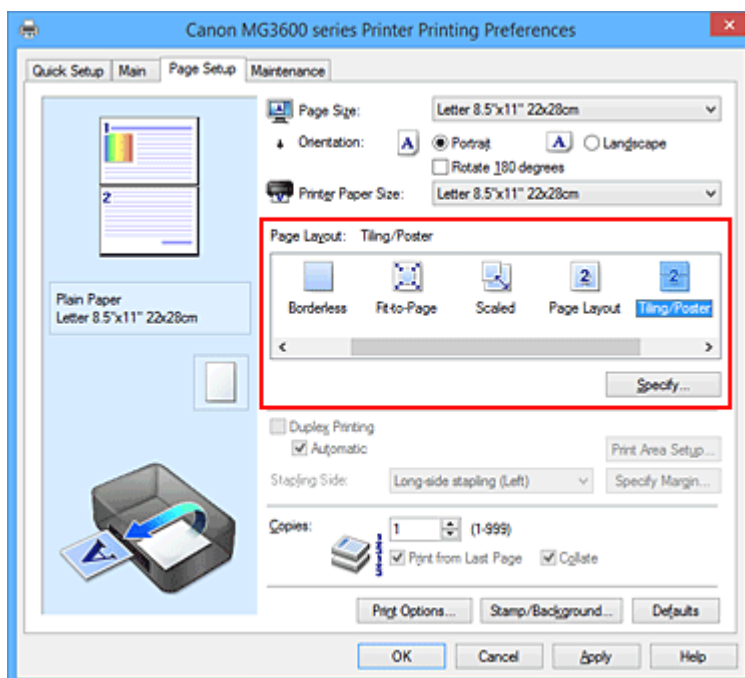 Canon MG3600 series Printer Printing Preferences
Quick Setup Main Page Setup Maintenance
Page Size: Letter 8.5"x11" 22x28cm
Orientation: A Portrait A Landscape
Rotate 180 degrees
Printer Paper Size: Letter 8.5"x11" 22x28cm
1
2
Plain Paper
Letter 8.5"x11" 22x28cm
Page Layout: Tiling/Poster
2 2
Borderless Fit-to-Page Scaled Page Layout Tiling/Poster
Specify...
Duplex Printing
Automatic Print Area Setup...
Stapling Side: Long-side stapling (Left) Specify Margin...
Copies: 1 (1-999)
Print from Last Page Collate
A
Print Options... Stamp/Background... Defaults
OK Cancel Apply Help